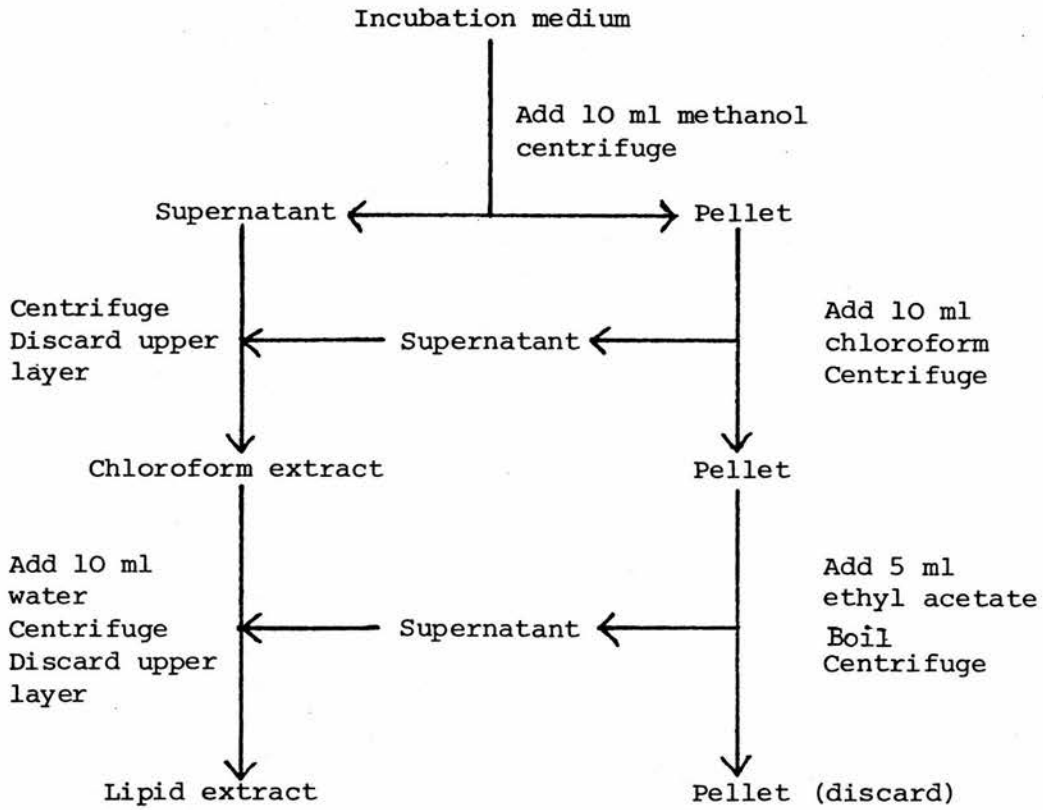 Incubation medium
Add 10 ml methanol
centrifuge
Supernatant
Pellet
Centrifuge
Discard upper
layer
Supernatant
Add 10 ml
chloroform
Centrifuge
Chloroform extract
Pellet
Add 10 ml
water
Centrifuge
Discard upper
layer
Supernatant
Add 5 ml
ethyl acetate
Boil
Centrifuge
Lipid extract
Pellet (discard)